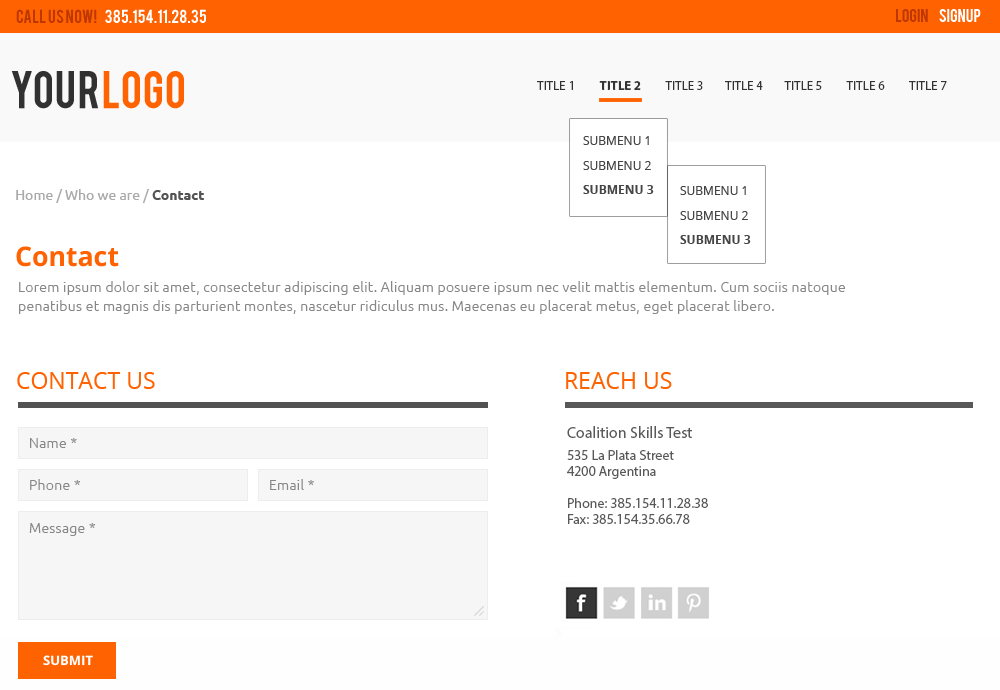 CALL US NOW! 385.154.11.28.35
LOGIN SIGNUP
YOURLOGO
TITLE 1 TITLE 2 TITLE 3 TITLE 4 TITLE 5 TITLE 6 TITLE 7
SUBMENU 1
SUBMENU 2
SUBMENU 3
SUBMENU 1
SUBMENU 2
SUBMENU 3
Home / Who we are / Contact
Contact
Lorem ipsum dolor sit amet, consectetur adipiscing elit. Aliquam posuere ipsum nec velit mattis elementum. Cum sociis natoque
penatibus et magnis dis parturient montes, nascetur ridiculus mus. Maecenas eu placerat metus, eget placerat libero.
CONTACT US
Name *
Phone * Email *
Message *
SUBMIT
REACH US
Coalition Skills Test
535 La Plata Street
4200 Argentina
Phone: 385.154.11.28.38
Fax: 385.154.35.66.78